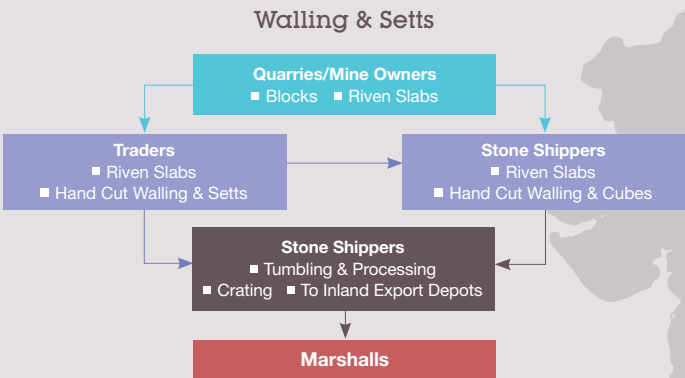 Walling & Setts
Quarries/Mine Owners
■ Blocks ■ Riven Slabs
Traders
■ Riven Slabs
■ Hand Cut Walling & Setts
Stone Shippers
■ Riven Slabs
■ Hand Cut Walling & Cubes
Stone Shippers
■ Tumbling & Processing
■ Crating ■ To Inland Export Depots
Marshalls